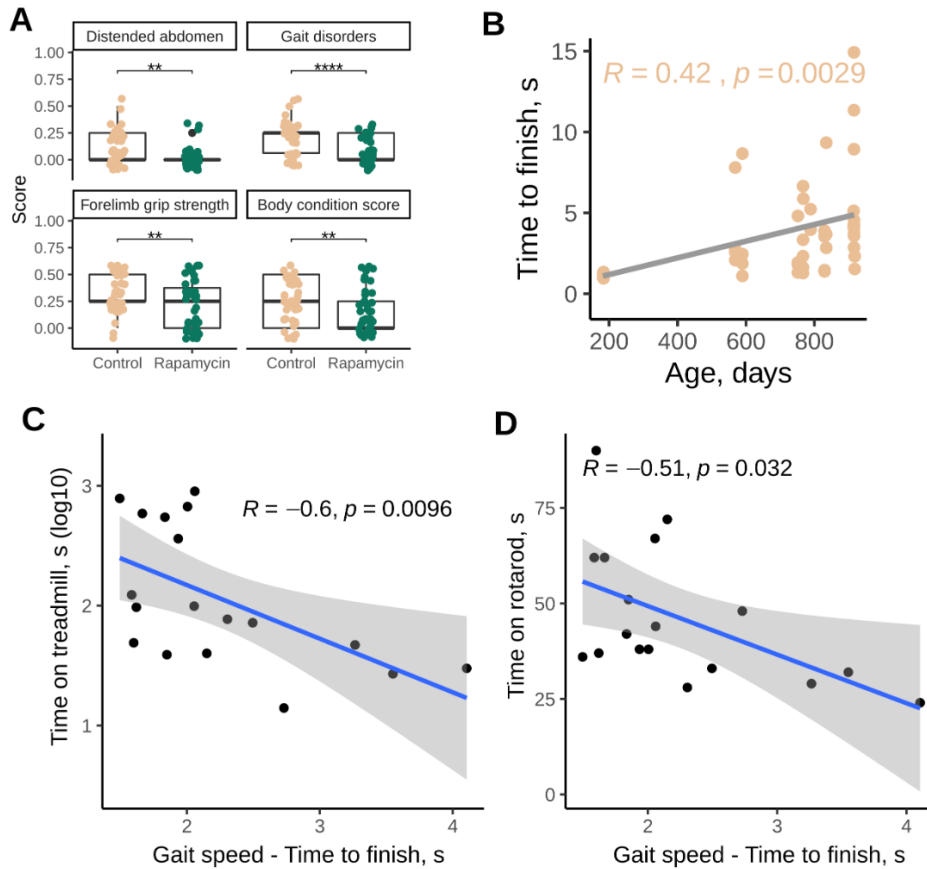 A
Distended abdomen
Gait disorders
1.00
0.75
0.50
0.25
0.00
**
****
Forelimb grip strength
Body condition score
1.00
0.75
0.50
0.25
0.00
**
**
Score
Control
Rapamycin
Control
Rapamycin
B
R = 0.42 , p = 0.0029
Time to finish, s
15
10
5
0
200
400
600
800
Age, days
C
R = −0.6, p = 0.0096
Time on treadmill, s (log10)
3
2
1
2
3
4
Gait speed - Time to finish, s
D
R = −0.51, p = 0.032
Time on rotarod, s
75
50
25
0
2
3
4
Gait speed - Time to finish, s